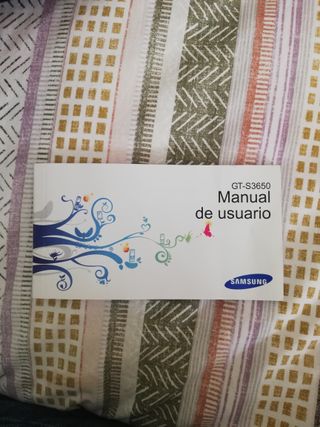 GT-S3650
Manual
de usuario
SAMSUNG